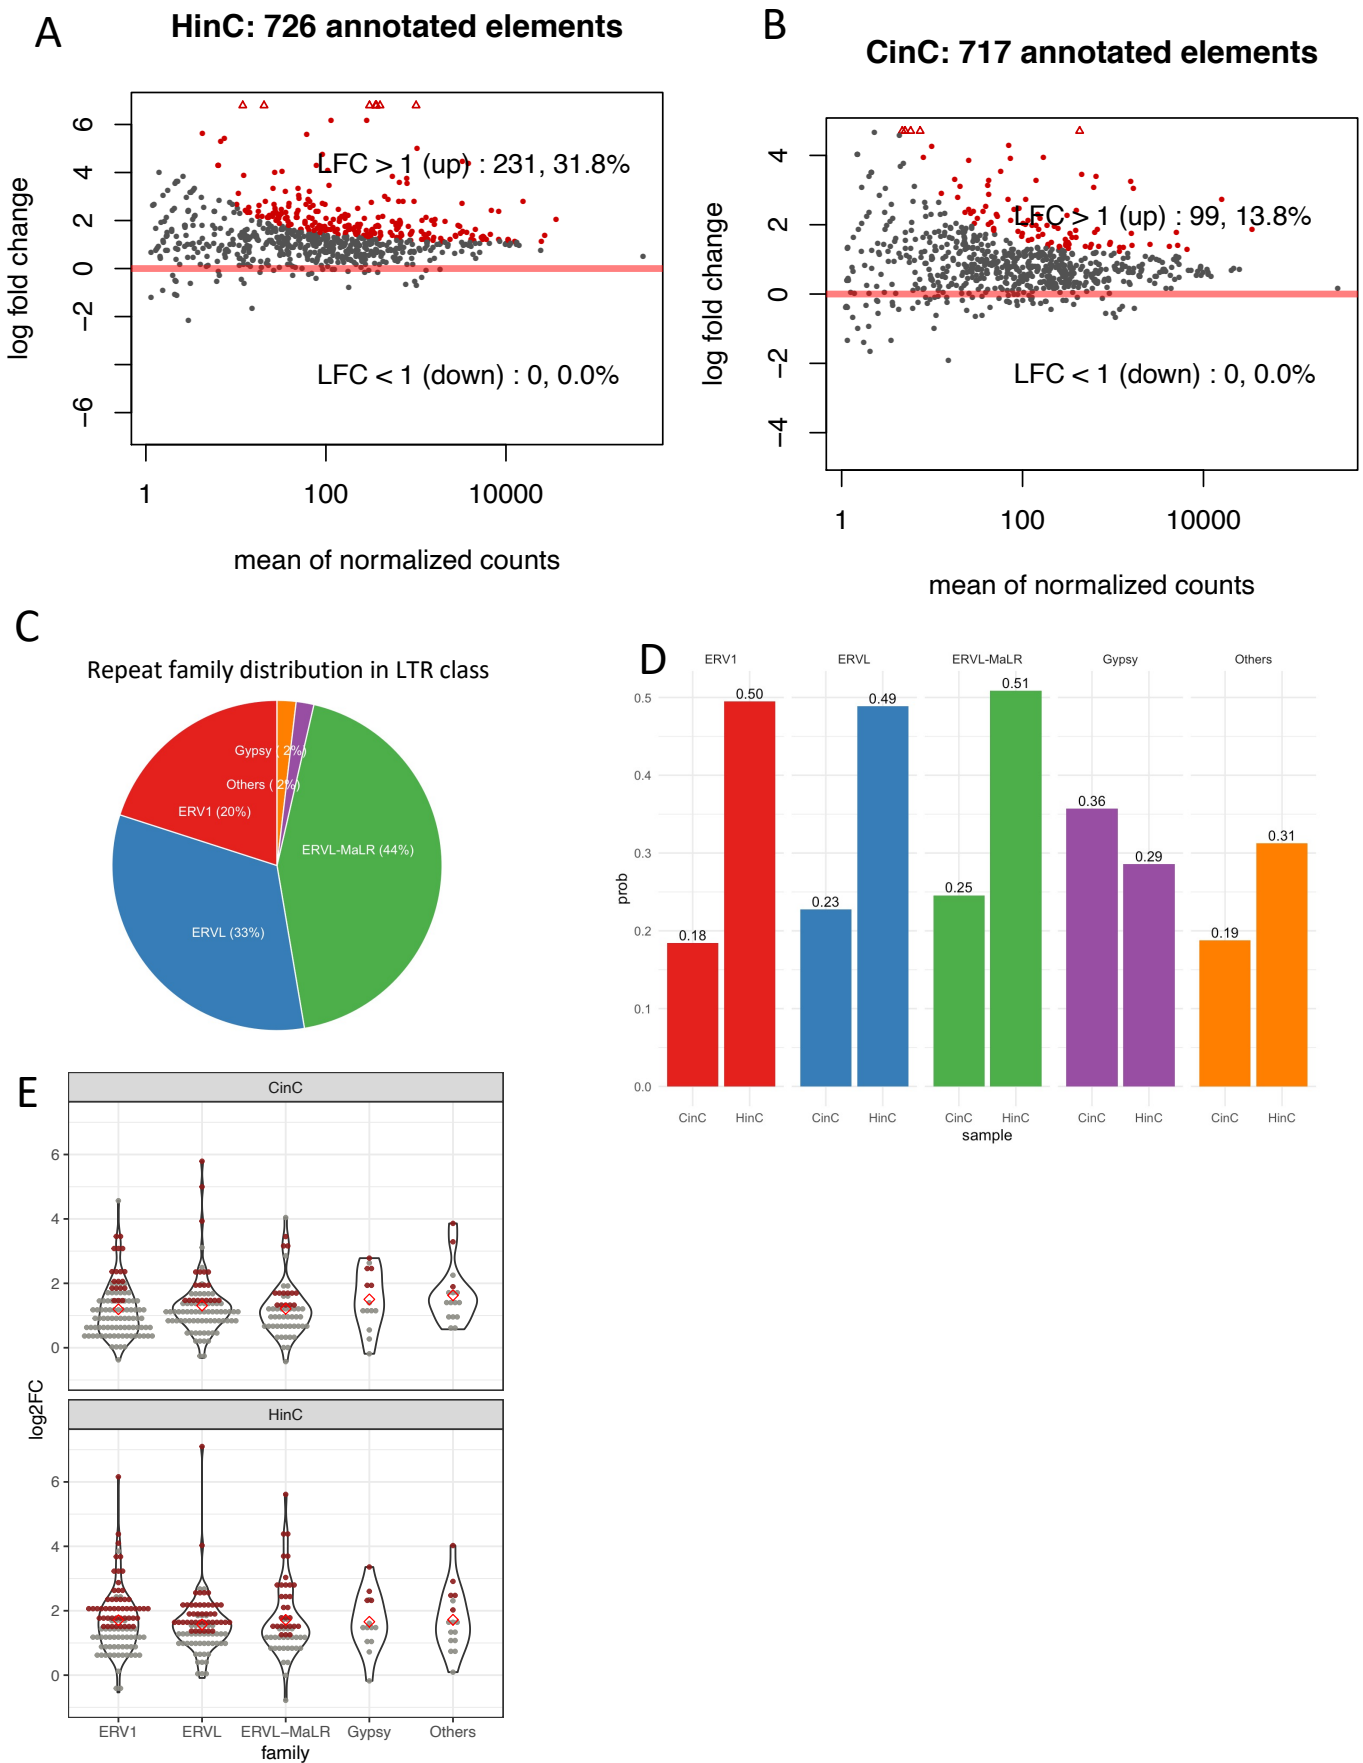 A
HinC: 726 annotated elements
6
4
2
0
−2
−6
log fold change
LFC > 1 (up) : 231, 31.8%
LFC < 1 (down) : 0, 0.0%
1
100
10000
mean of normalized counts
B
CinC: 717 annotated elements
4
2
0
−2
−4
log fold change
LFC > 1 (up) : 99, 13.8%
LFC < 1 (down) : 0, 0.0%
1
100
10000
mean of normalized counts
C
Repeat family distribution in LTR class
Gypsy ( 2%)
Others ( 2%)
ERV1 (20%)
ERVL-MaLR (44%)
ERVL (33%)
D
ERV1
ERVL
ERVL-MaLR
Gypsy
Others
0.5
0.4
0.3
0.2
0.1
0.0
prob
0.18
0.50
0.23
0.49
0.25
0.51
0.36
0.29
0.19
0.31
CinC
HinC
CinC
HinC
CinC
HinC
CinC
HinC
CinC
HinC
sample
E
CinC
6
4
2
0
log2FC
HinC
6
4
2
0
ERV1
ERVL
ERVL−MaLR
Gypsy
Others
family